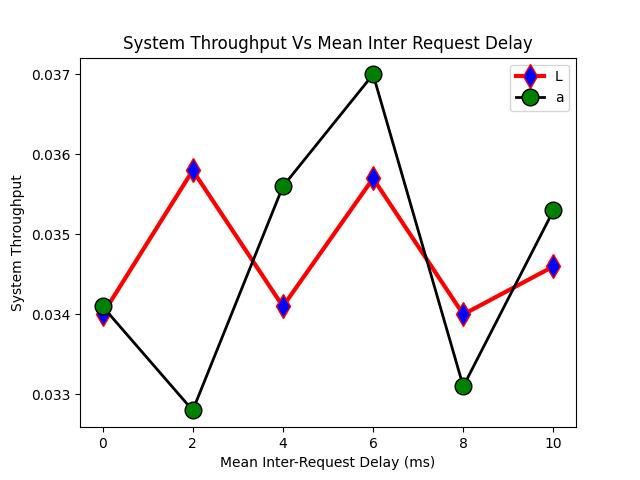 System Throughput Vs Mean Inter Request Delay
L
a
0.037
0.036
0.035
0.034
0.033
System Throughput
0 2 4 6 8 10
Mean Inter-Request Delay (ms)